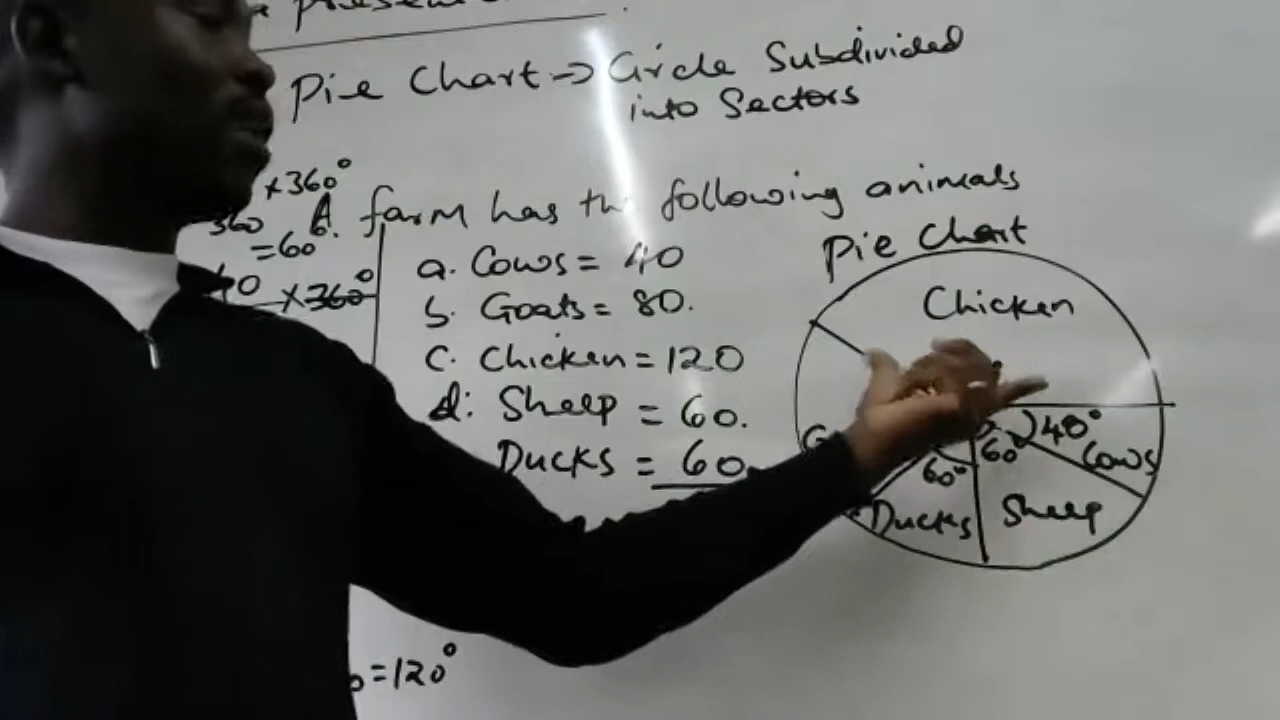 Pie Chart → Circle Subdivided
into Sectors
×360°
360
=60°
×360°
A farm has the following animals
a. Cows = 40
b. Goats = 80.
c. Chicken = 120
d: Sheep = 60.
Ducks = 60
=120°
Pie Chart
Chicken
40°
60°
Cows
60°
Ducks
Sheep